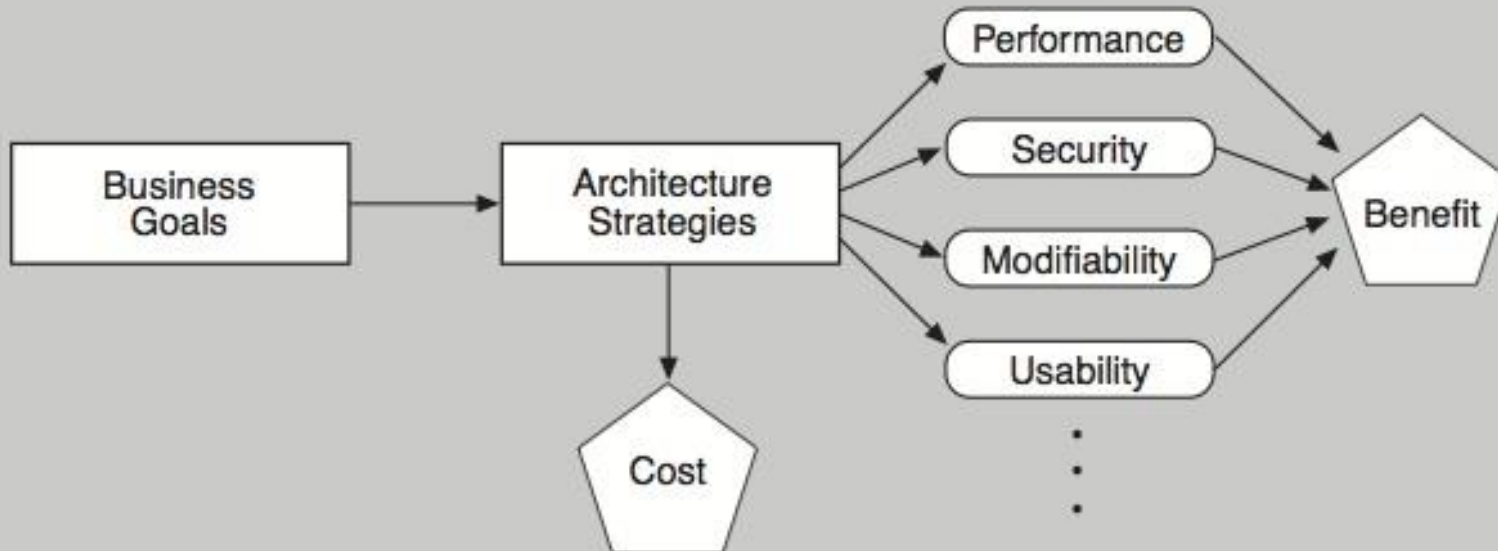 Business
Goals
Architecture
Strategies
Performance
Security
Modifiability
Usability
Benefit
Cost